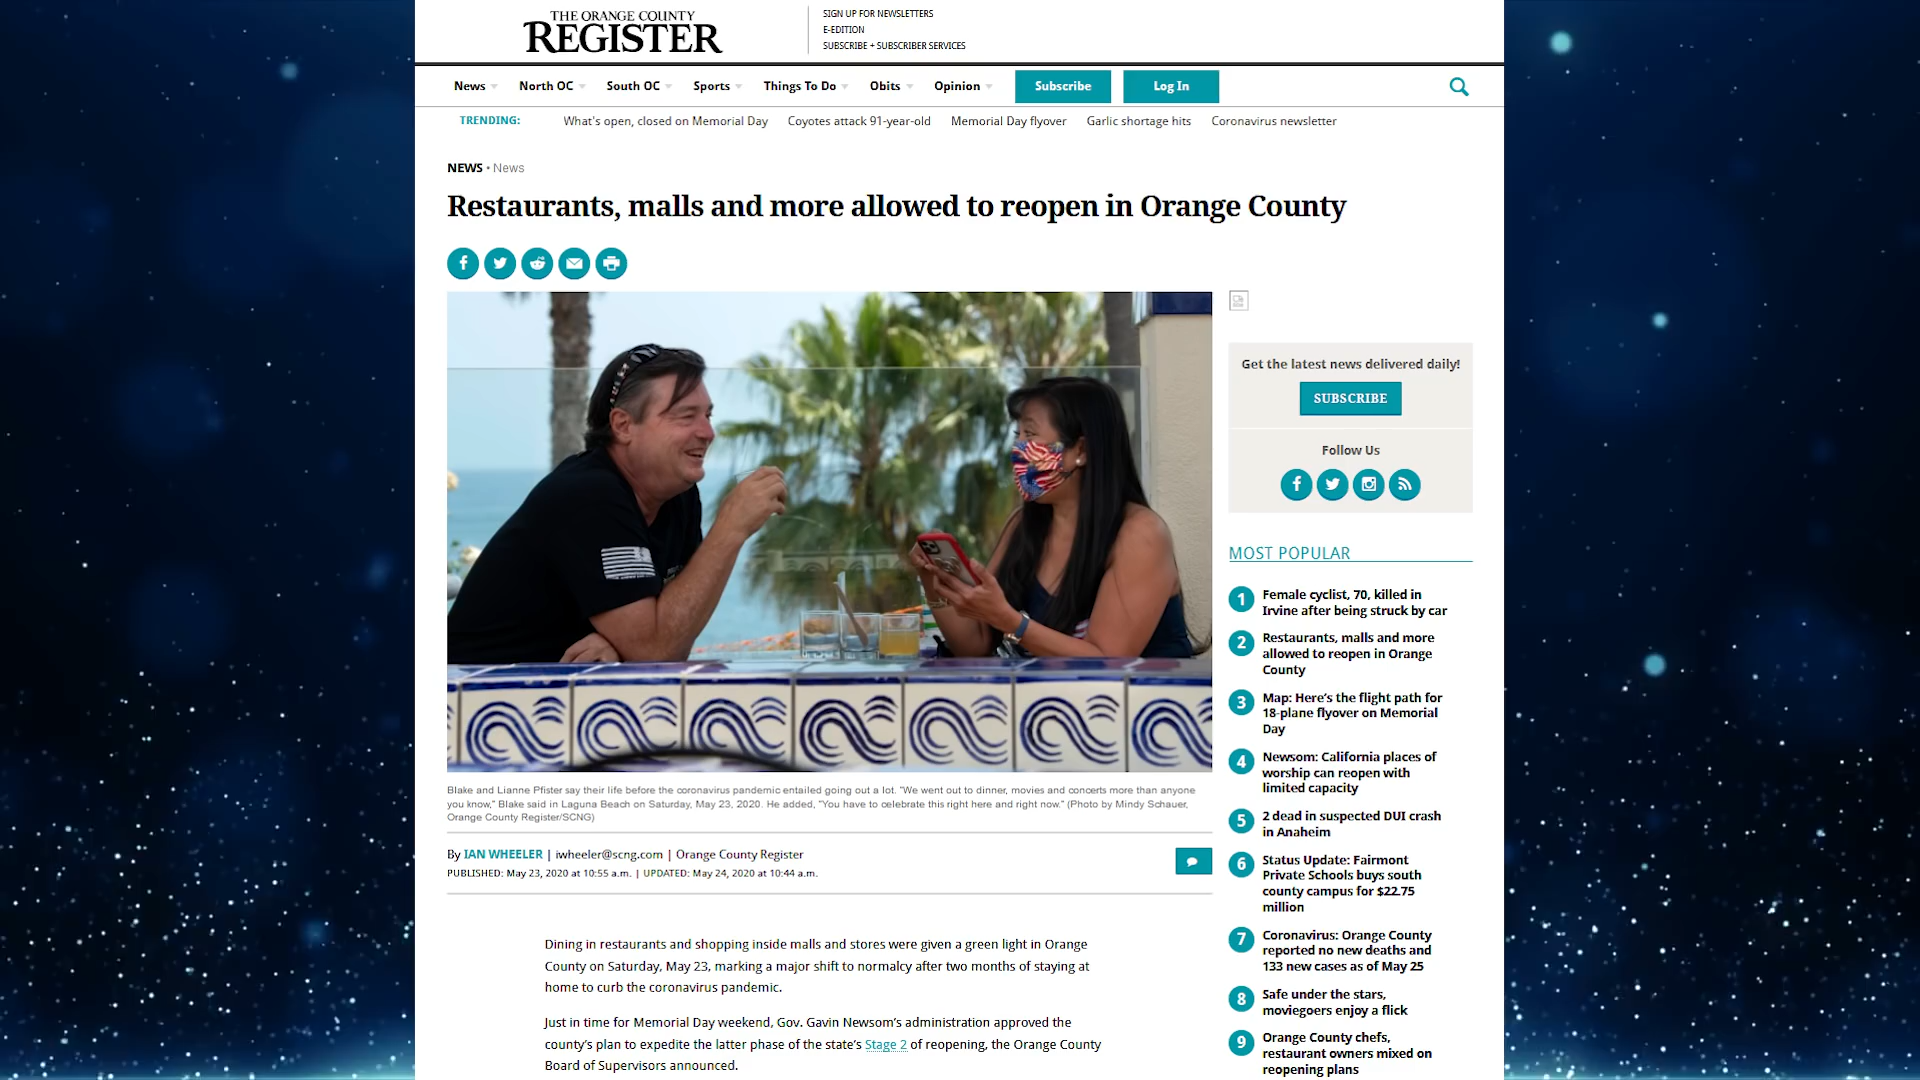 THE ORANGE COUNTY
REGISTER
SIGN UP FOR NEWSLETTERS
E-EDITION
SUBSCRIBE + SUBSCRIBER SERVICES
News North OC South OC Sports Things To Do Obits Opinion Subscribe Log In
TRENDING: What's open, closed on Memorial Day Coyotes attack 91-year-old Memorial Day flyover Garlic shortage hits Coronavirus newsletter
NEWS • News
Restaurants, malls and more allowed to reopen in Orange County
Blake and Lianne Pfister say their life before the coronavirus pandemic entailed going out a lot. "We went out to dinner, movies and concerts more than anyone
you know," Blake said in Laguna Beach on Saturday, May 23, 2020. He added, "You have to celebrate this right here and right now." (Photo by Mindy Schauer,
Orange County Register/SCNG)
By IAN WHEELER | iwheeler@scng.com | Orange County Register
PUBLISHED: May 23, 2020 at 10:55 a.m. | UPDATED: May 24, 2020 at 10:44 a.m.
Dining in restaurants and shopping inside malls and stores were given a green light in Orange
County on Saturday, May 23, marking a major shift to normalcy after two months of staying at
home to curb the coronavirus pandemic.
Just in time for Memorial Day weekend, Gov. Gavin Newsom's administration approved the
county's plan to expedite the latter phase of the state's Stage 2 of reopening, the Orange County
Board of Supervisors announced.
Get the latest news delivered daily!
SUBSCRIBE
Follow Us
MOST POPULAR
1 Female cyclist, 70, killed in
Irvine after being struck by car
2 Restaurants, malls and more
allowed to reopen in Orange
County
3 Map: Here's the flight path for
18-plane flyover on Memorial
Day
4 Newsom: California places of
worship can reopen with
limited capacity
5 2 dead in suspected DUI crash
in Anaheim
6 Status Update: Fairmont
Private Schools buys south
county campus for $22.75
million
7 Coronavirus: Orange County
reported no new deaths and
133 new cases as of May 25
8 Safe under the stars,
moviegoers enjoy a flick
9 Orange County chefs,
restaurant owners mixed on
reopening plans